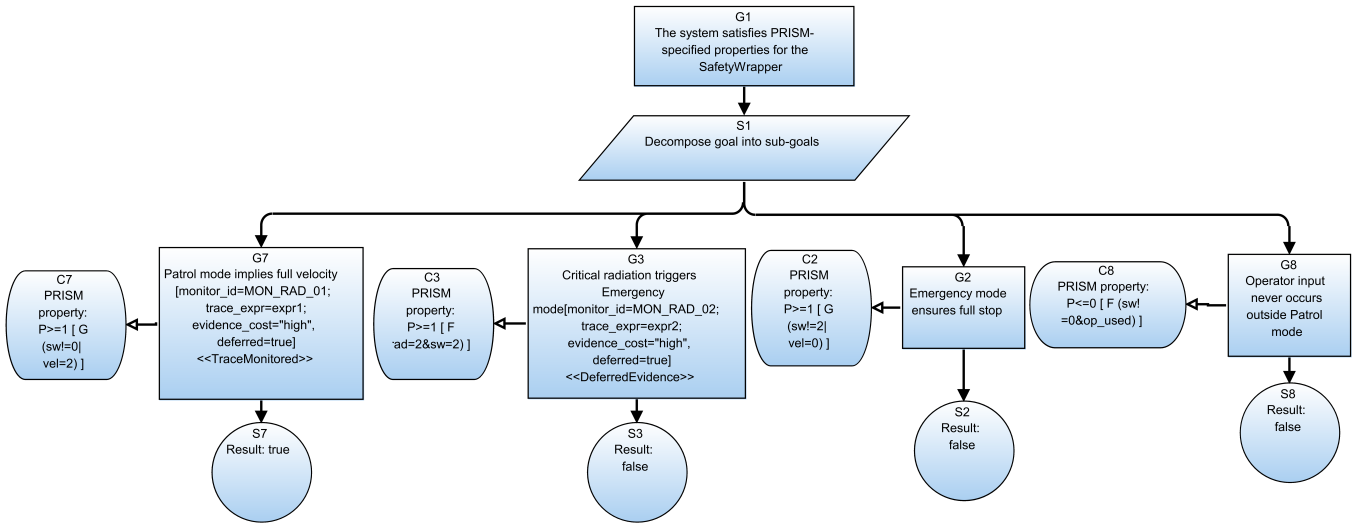 G1
The system satisfies PRISM-
specified properties for the
SafetyWrapper
S1
Decompose goal into sub-goals
C7
PRISM
property:
P>=1 [ G
(sw!=0|
vel=2) ]
G7
Patrol mode implies full velocity
[monitor_id=MON_RAD_01;
trace_expr=expr1;
evidence_cost="high",
deferred=true]
<<TraceMonitored>>
S7
Result: true
C3
PRISM
property:
P>=1 [ F
ad=2&sw=2) ]
G3
Critical radiation triggers
Emergency
mode[monitor_id=MON_RAD_02;
trace_expr=expr2;
evidence_cost="high",
deferred=true]
<<DeferredEvidence>>
S3
Result:
false
C2
PRISM
property:
P>=1 [ G
(sw!=2|
vel=0) ]
G2
Emergency mode
ensures full stop
S2
Result:
false
C8
PRISM property:
P<=0 [ F (sw!
=0&op_used) ]
G8
Operator input
never occurs
outside Patrol
mode
S8
Result:
false